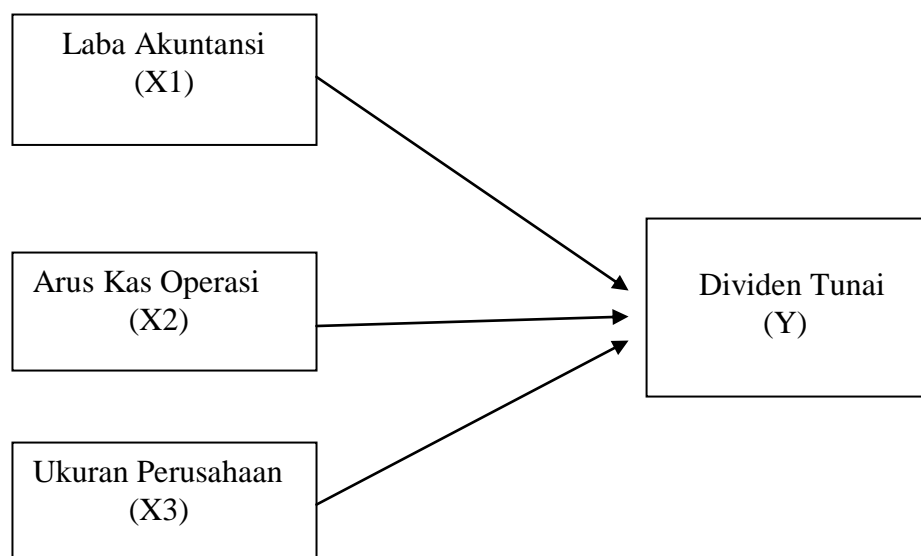 Laba Akuntansi
(X1)
Arus Kas Operasi
(X2)
Dividen Tunai
(Y)
Ukuran Perusahaan
(X3)